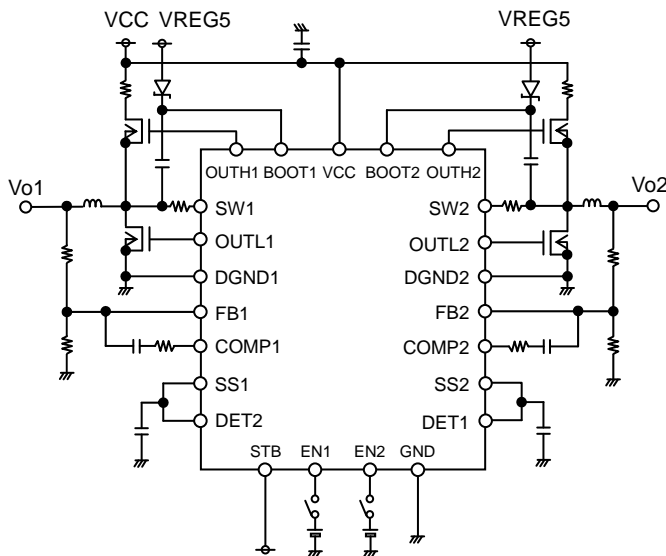 VCC VREG5
VREG5
OUTH1 BOOT1 VCC BOOT2 OUTH2
Vo1
Vo2
SW1
SW2
OUTL1
OUTL2
DGND1
DGND2
FB1
FB2
COMP1
COMP2
SS1
SS2
DET2
DET1
STB EN1 EN2 GND